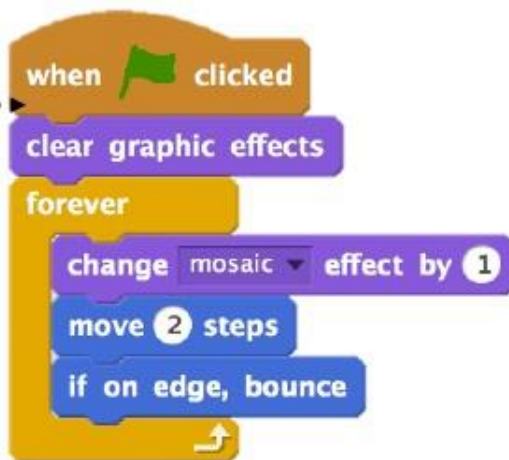 when clicked
clear graphic effects
forever
change mosaic effect by 1
move 2 steps
if on edge, bounce